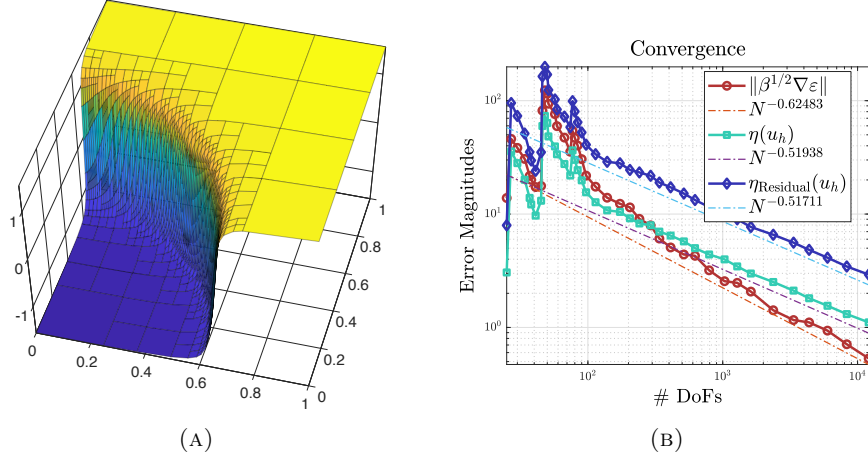 1
0
-1
0
0.2
0.4
0.6
0.8
1
0
0.2
0.4
0.6
0.8
1
(A)
Convergence
Error Magnitudes
10^2
10^1
10^0
10^2
10^3
10^4
# DoFs
‖β^{1/2}∇ε̄‖
N^{-0.62483}
η(u_h)
N^{-0.51938}
η_{Residual}(u_h)
N^{-0.51711}
(B)